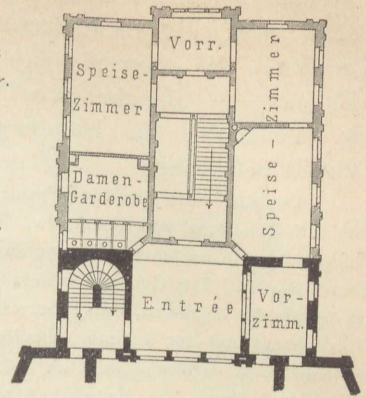 Vorr.
Speise-
Zimmer
Damen-
Garderobe
Speise-Zimmer
Entrée
Vor-
zimm.